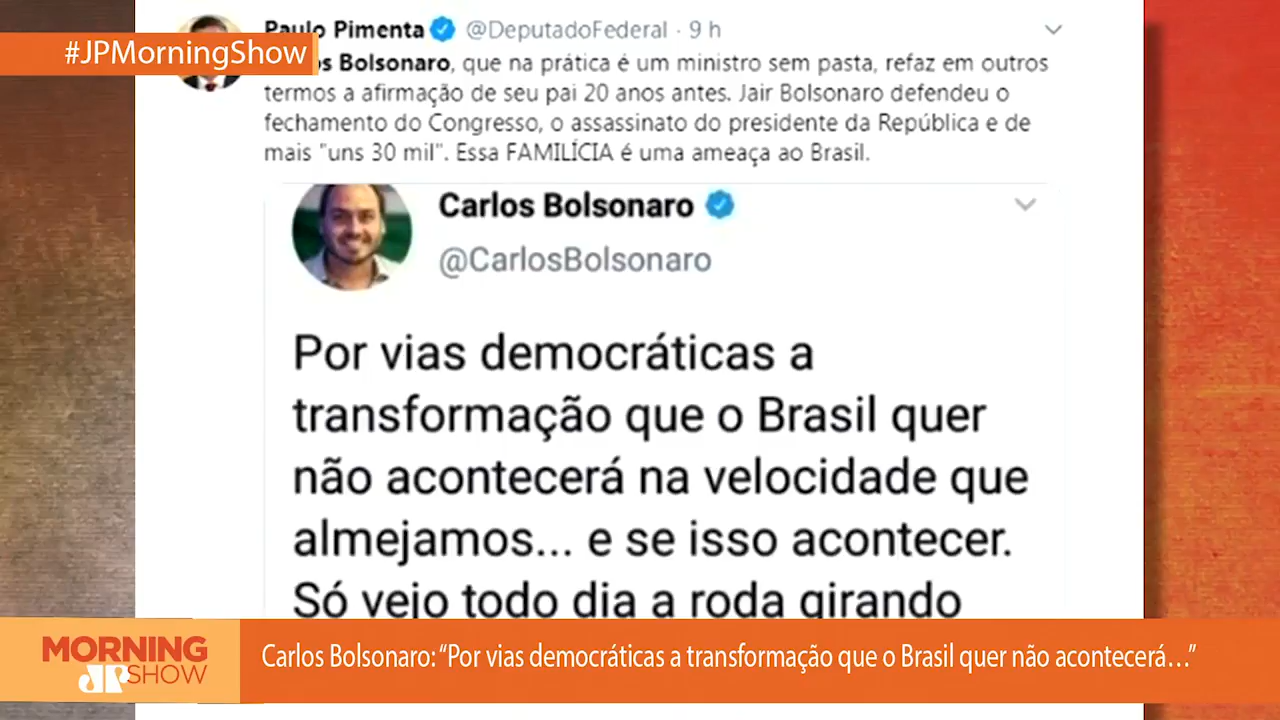 Paulo Pimenta @DeputadoFederal · 9 h
#JPMorningShow
os Bolsonaro, que na prática é um ministro sem pasta, refaz em outros
termos a afirmação de seu pai 20 anos antes. Jair Bolsonaro defendeu o
fechamento do Congresso, o assassinato do presidente da República e de
mais "uns 30 mil". Essa FAMILÍCIA é uma ameaça ao Brasil.
Carlos Bolsonaro
@CarlosBolsonaro
Por vias democráticas a
transformação que o Brasil quer
não acontecerá na velocidade que
almejamos... e se isso acontecer.
Só vejo todo dia a roda girando
MORNING
JP SHOW
Carlos Bolsonaro: “Por vias democráticas a transformação que o Brasil quer não acontecerá...”